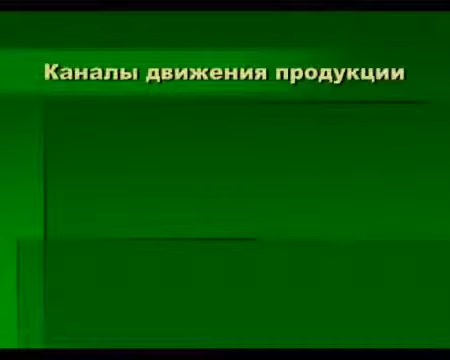 Каналы движения продукции